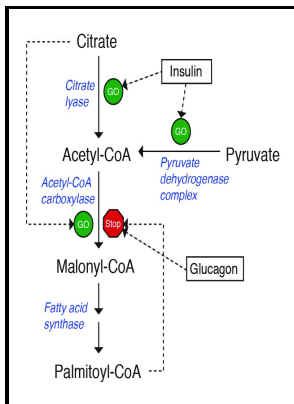 Citrate
Insulin
Citrate
lyase
GO
GO
Acetyl-CoA
Pyruvate
Pyruvate
dehydrogenase
complex
Acetyl-CoA
carboxylase
GO
Stop
Malonyl-CoA
Glucagon
Fatty acid
synthase
Palmitoyl-CoA